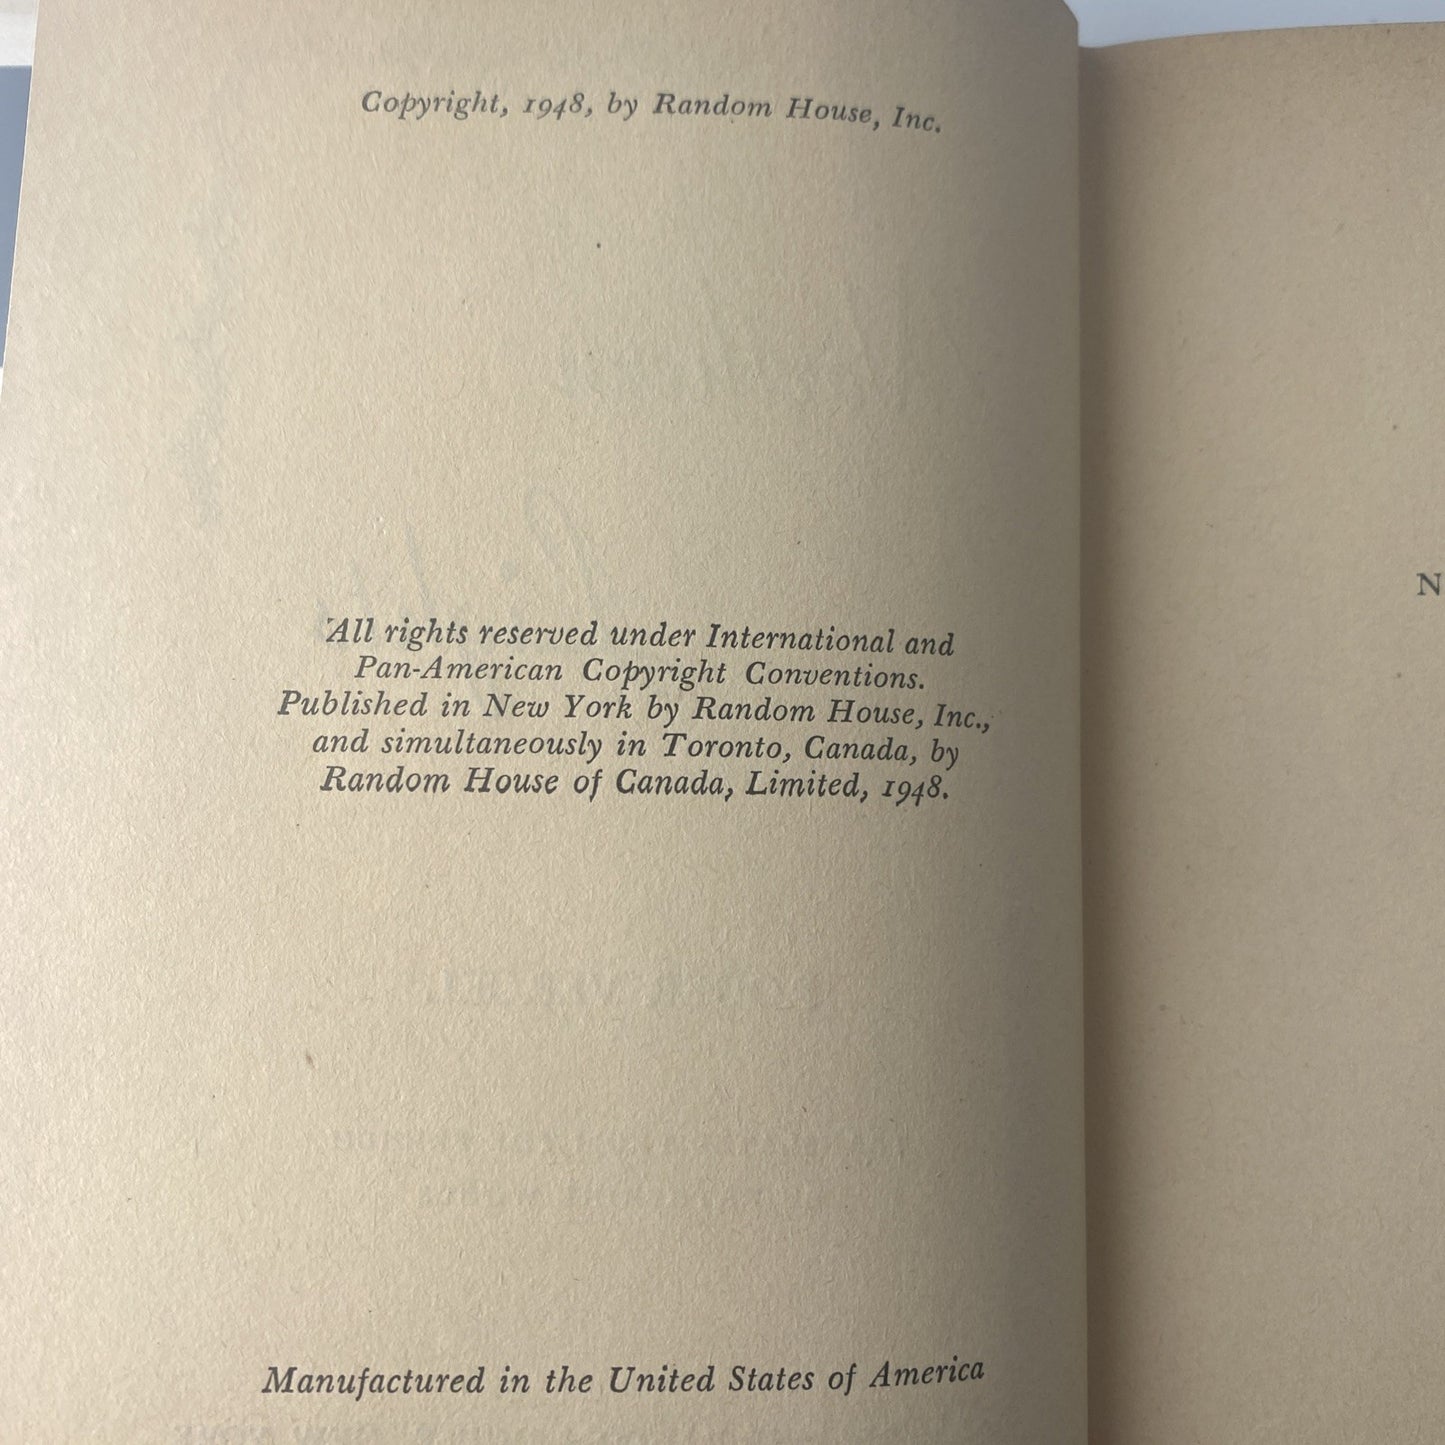 Copyright, 1948, by Random House, Inc.
All rights reserved under International and
Pan-American Copyright Conventions.
Published in New York by Random House, Inc.,
and simultaneously in Toronto, Canada, by
Random House of Canada, Limited, 1948.
Manufactured in the United States of America
N